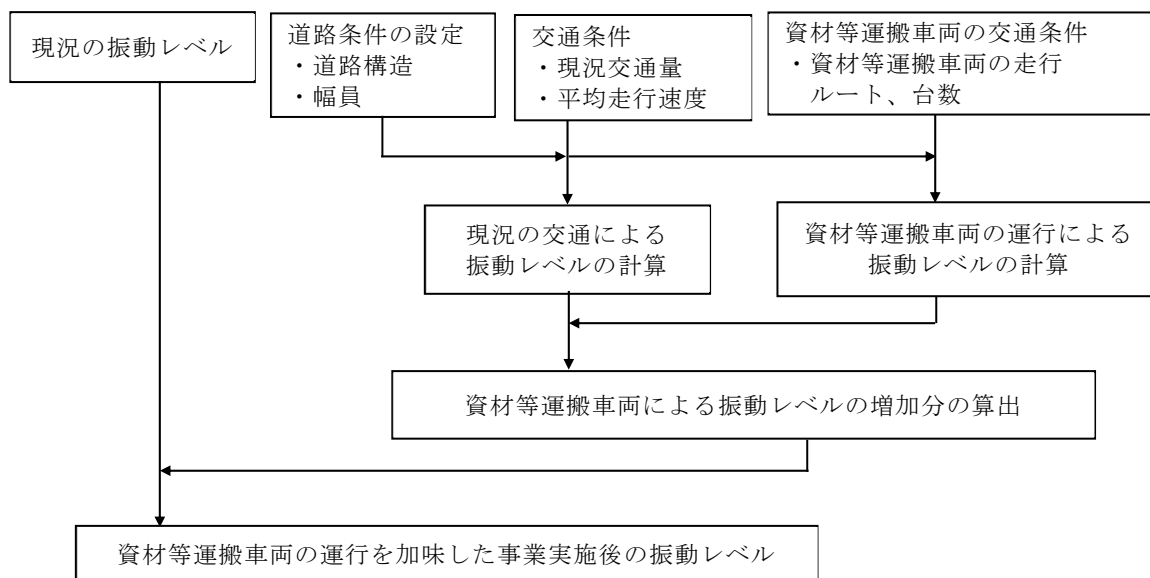 現況の振動レベル
道路条件の設定
・道路構造
・幅員
交通条件
・現況交通量
・平均走行速度
資材等運搬車両の交通条件
・資材等運搬車両の走行
ルート、台数
現況の交通による
振動レベルの計算
資材等運搬車両の運行による
振動レベルの計算
資材等運搬車両による振動レベルの増加分の算出
資材等運搬車両の運行を加味した事業実施後の振動レベル